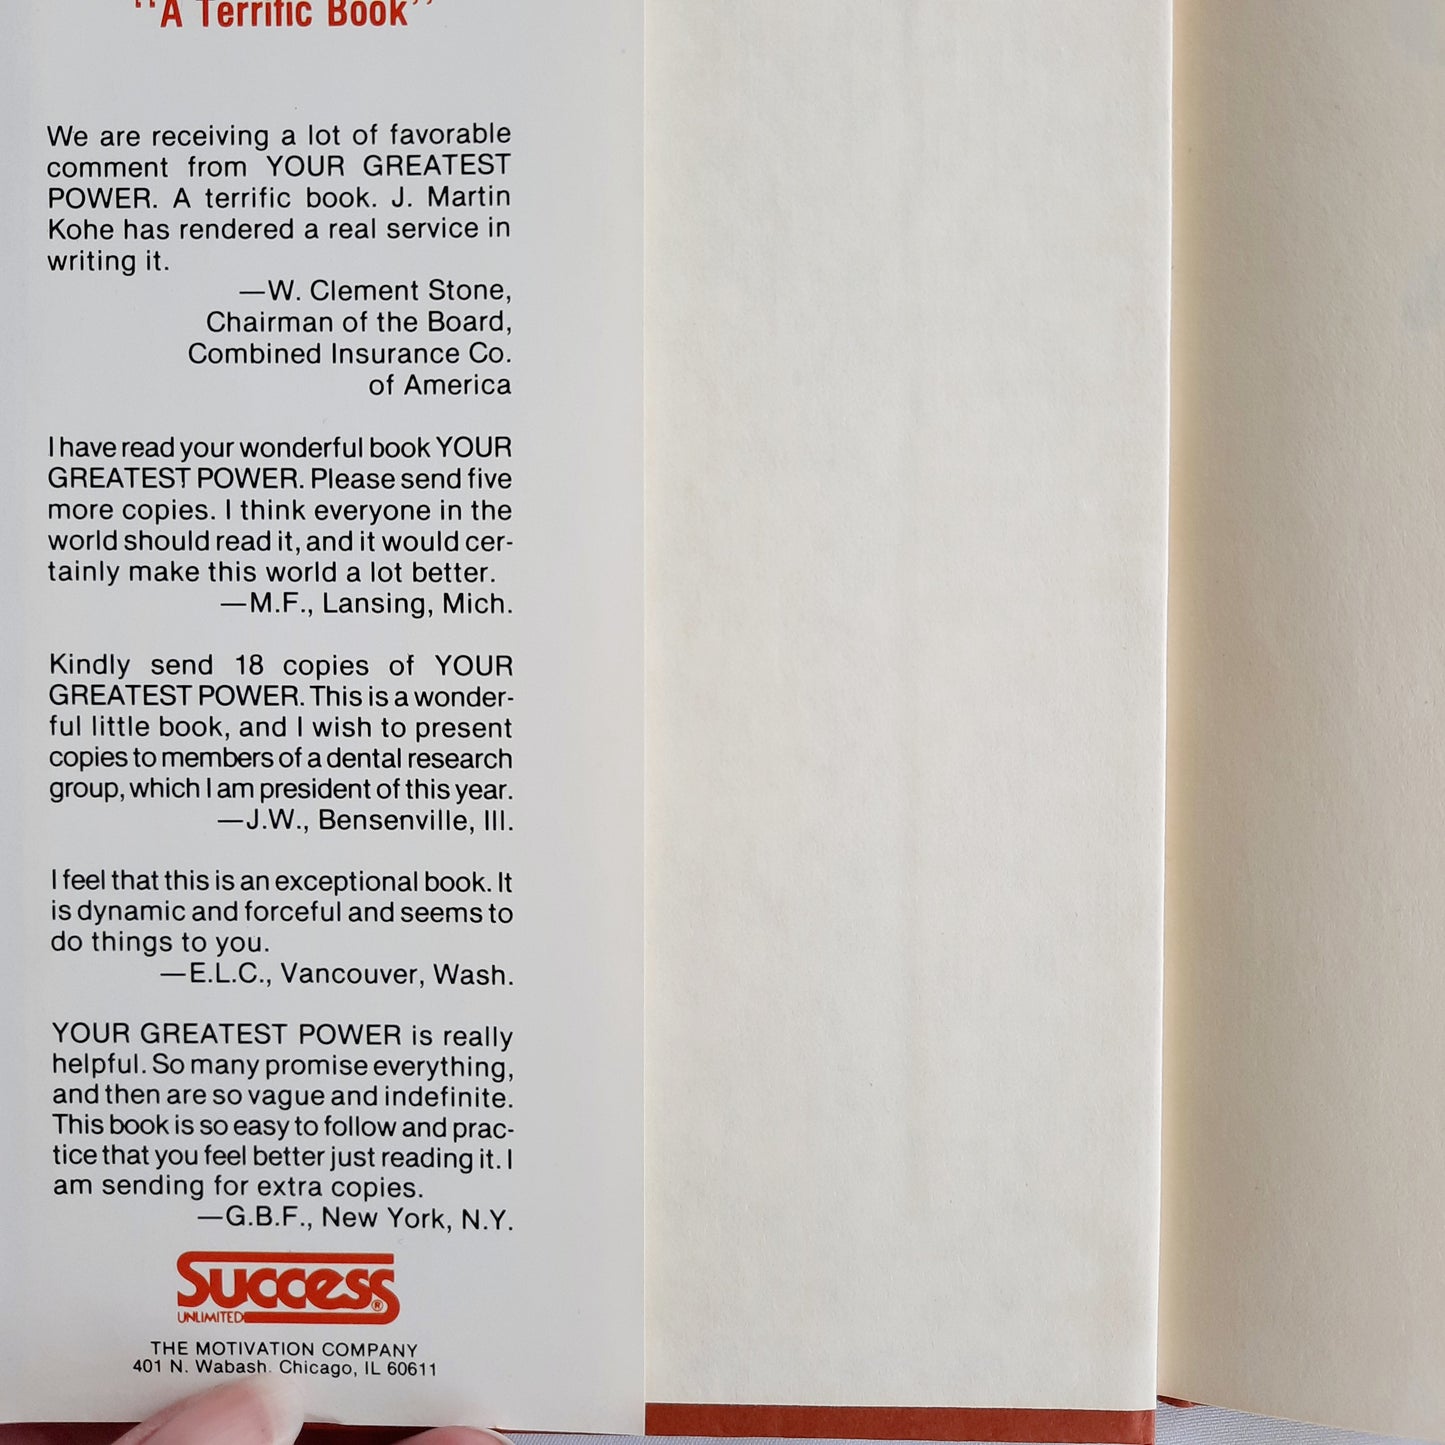 "A Terrific Book"
We are receiving a lot of favorable
comment from YOUR GREATEST
POWER. A terrific book. J. Martin
Kohe has rendered a real service in
writing it.
—W. Clement Stone,
Chairman of the Board,
Combined Insurance Co.
of America
I have read your wonderful book YOUR
GREATEST POWER. Please send five
more copies. I think everyone in the
world should read it, and it would cer-
tainly make this world a lot better.
—M.F., Lansing, Mich.
Kindly send 18 copies of YOUR
GREATEST POWER. This is a wonder-
ful little book, and I wish to present
copies to members of a dental research
group, which I am president of this year.
—J.W., Bensenville, Ill.
I feel that this is an exceptional book. It
is dynamic and forceful and seems to
do things to you.
—E.L.C., Vancouver, Wash.
YOUR GREATEST POWER is really
helpful. So many promise everything,
and then are so vague and indefinite.
This book is so easy to follow and prac-
tice that you feel better just reading it. I
am sending for extra copies.
—G.B.F., New York, N.Y.
SUCCESS®
UNLIMITED
THE MOTIVATION COMPANY
401 N. Wabash. Chicago, IL 60611